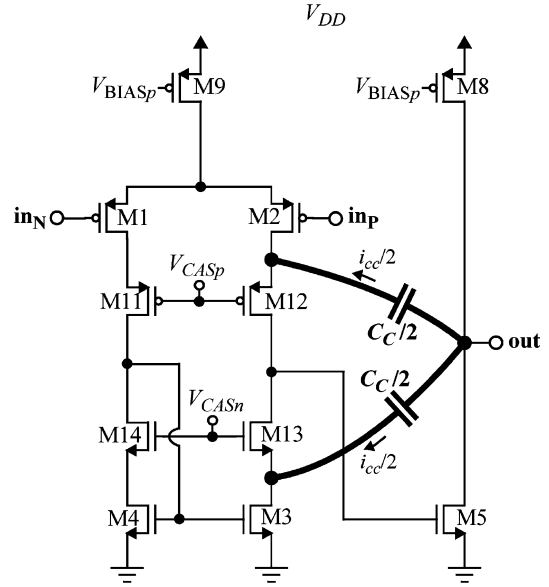 V_DD
V_BIASp M9 V_BIASp M8
in_N M1 M2 in_P
i_cc/2
V_CASp
M11 M12
C_C/2
out
C_C/2
V_CASn
M14 M13
i_cc/2
M4 M3 M5